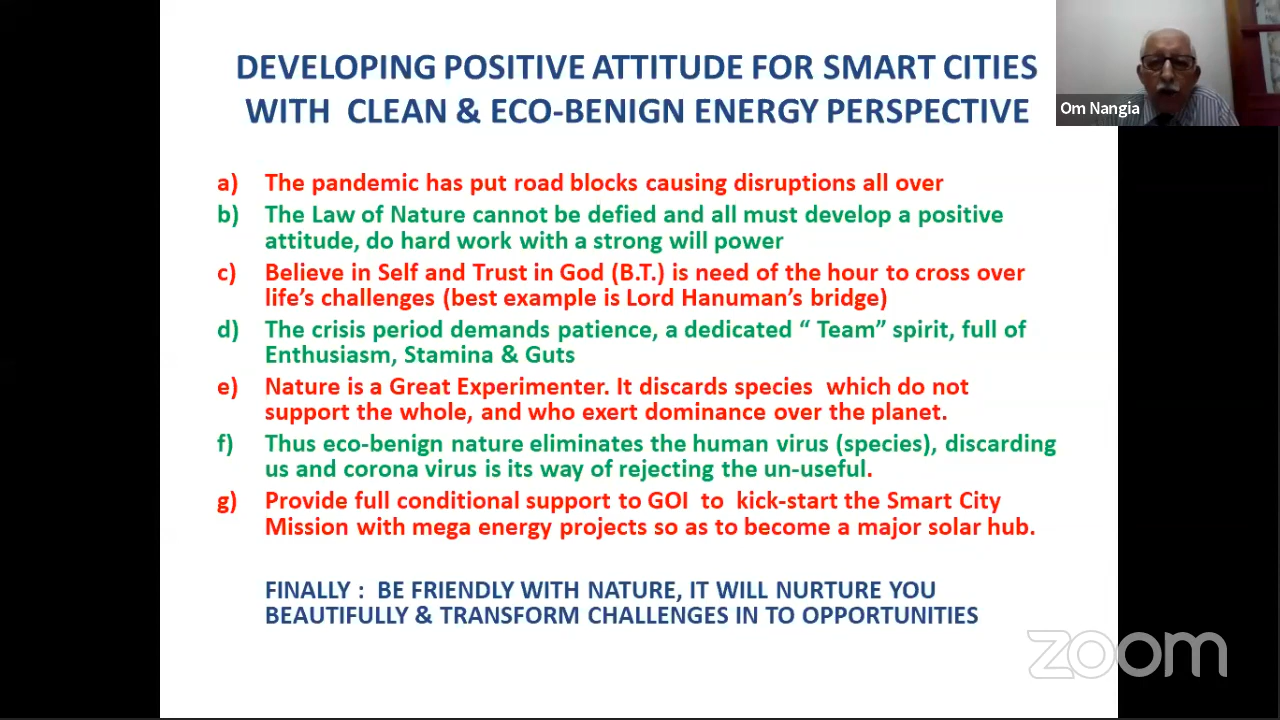 DEVELOPING POSITIVE ATTITUDE FOR SMART CITIES
WITH CLEAN & ECO-BENIGN ENERGY PERSPECTIVE
Om Nangia
a) The pandemic has put road blocks causing disruptions all over
b) The Law of Nature cannot be defied and all must develop a positive
attitude, do hard work with a strong will power
c) Believe in Self and Trust in God (B.T.) is need of the hour to cross over
life's challenges (best example is Lord Hanuman's bridge)
d) The crisis period demands patience, a dedicated “ Team” spirit, full of
Enthusiasm, Stamina & Guts
e) Nature is a Great Experimenter. It discards species which do not
support the whole, and who exert dominance over the planet.
f) Thus eco-benign nature eliminates the human virus (species), discarding
us and corona virus is its way of rejecting the un-useful.
g) Provide full conditional support to GOI to kick-start the Smart City
Mission with mega energy projects so as to become a major solar hub.
FINALLY : BE FRIENDLY WITH NATURE, IT WILL NURTURE YOU
BEAUTIFULLY & TRANSFORM CHALLENGES IN TO OPPORTUNITIES
zoom